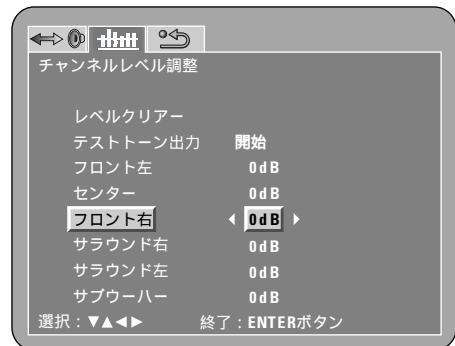 チャンネルレベル調整
レベルクリアー
テストトーン出力 開始
フロント左 0dB
センター 0dB
フロント右 0dB
サラウンド右 0dB
サラウンド左 0dB
サブウーハー 0dB
選択：▼▲◀▶ 終了：ENTERボタン